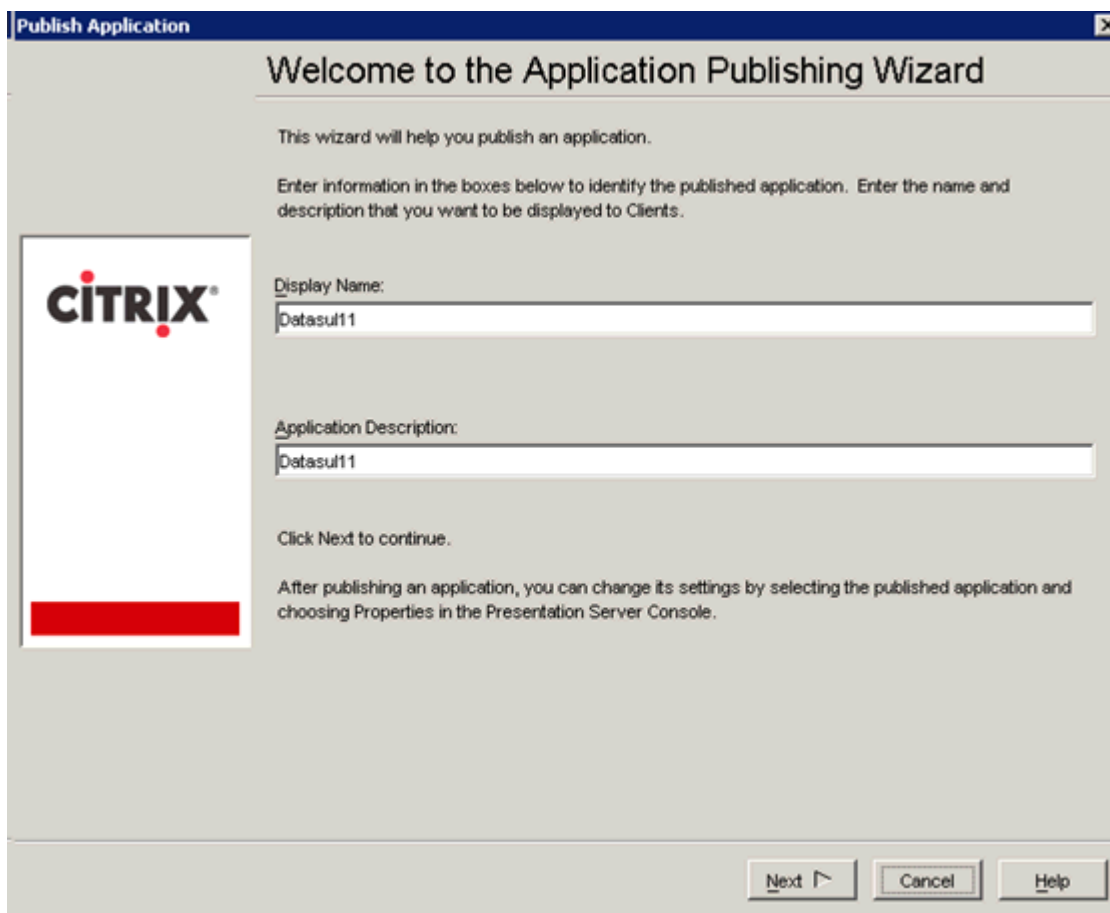 Publish Application
Welcome to the Application Publishing Wizard
This wizard will help you publish an application.
Enter information in the boxes below to identify the published application. Enter the name and
description that you want to be displayed to Clients.
CİTRIX®
Display Name:
Datasul11
Application Description:
Datasul11
Click Next to continue.
After publishing an application, you can change its settings by selecting the published application and
choosing Properties in the Presentation Server Console.
Next
Cancel
Help